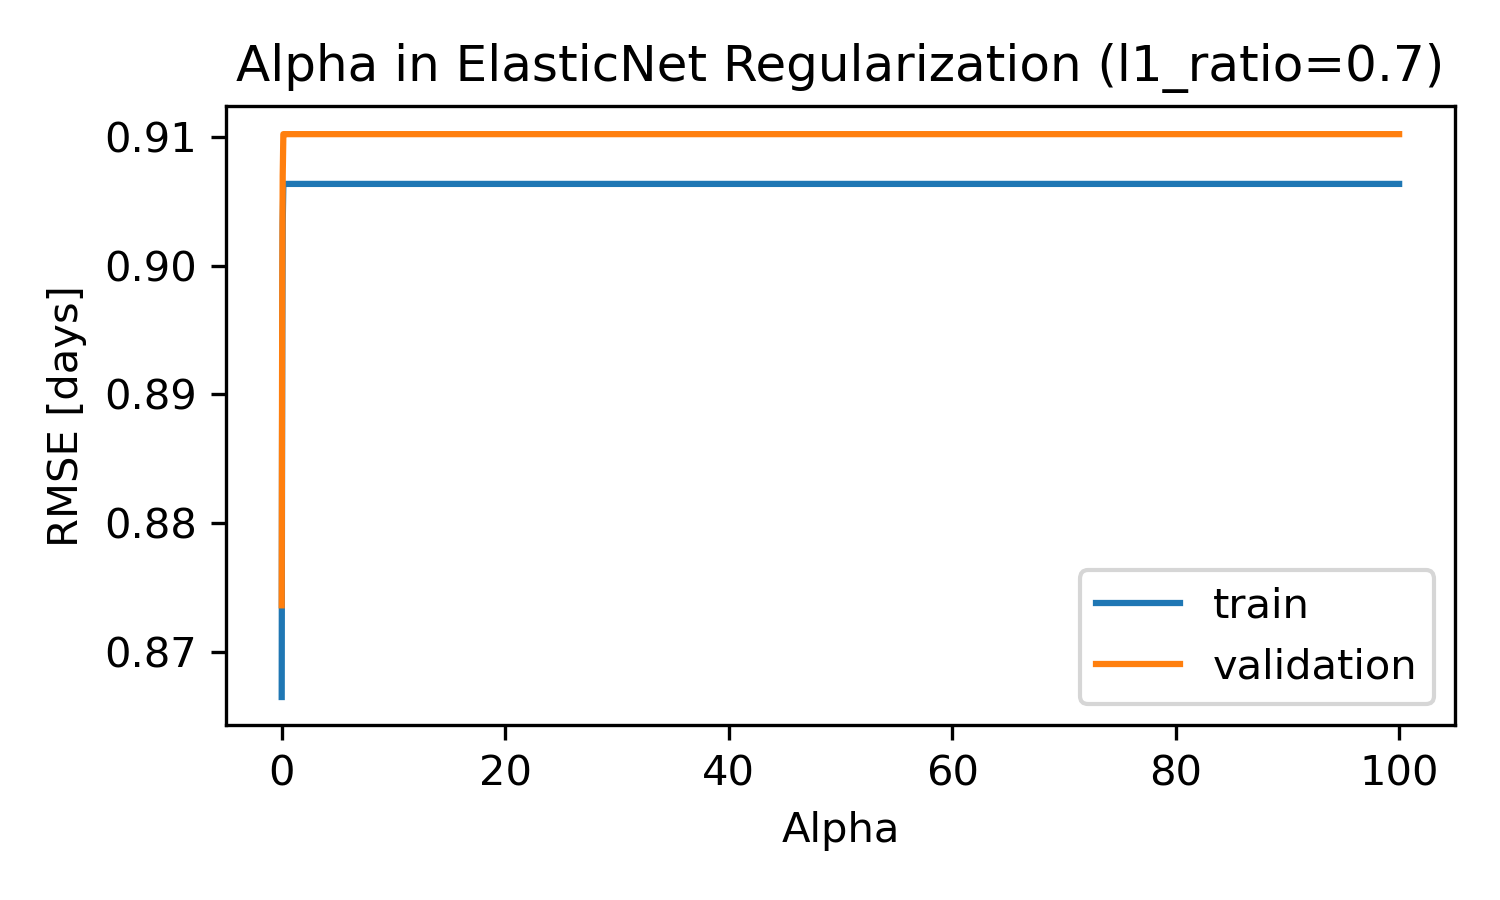 Alpha in ElasticNet Regularization (l1_ratio=0.7)
RMSE [days]
0.91
0.90
0.89
0.88
0.87
train
validation
0 20 40 60 80 100
Alpha